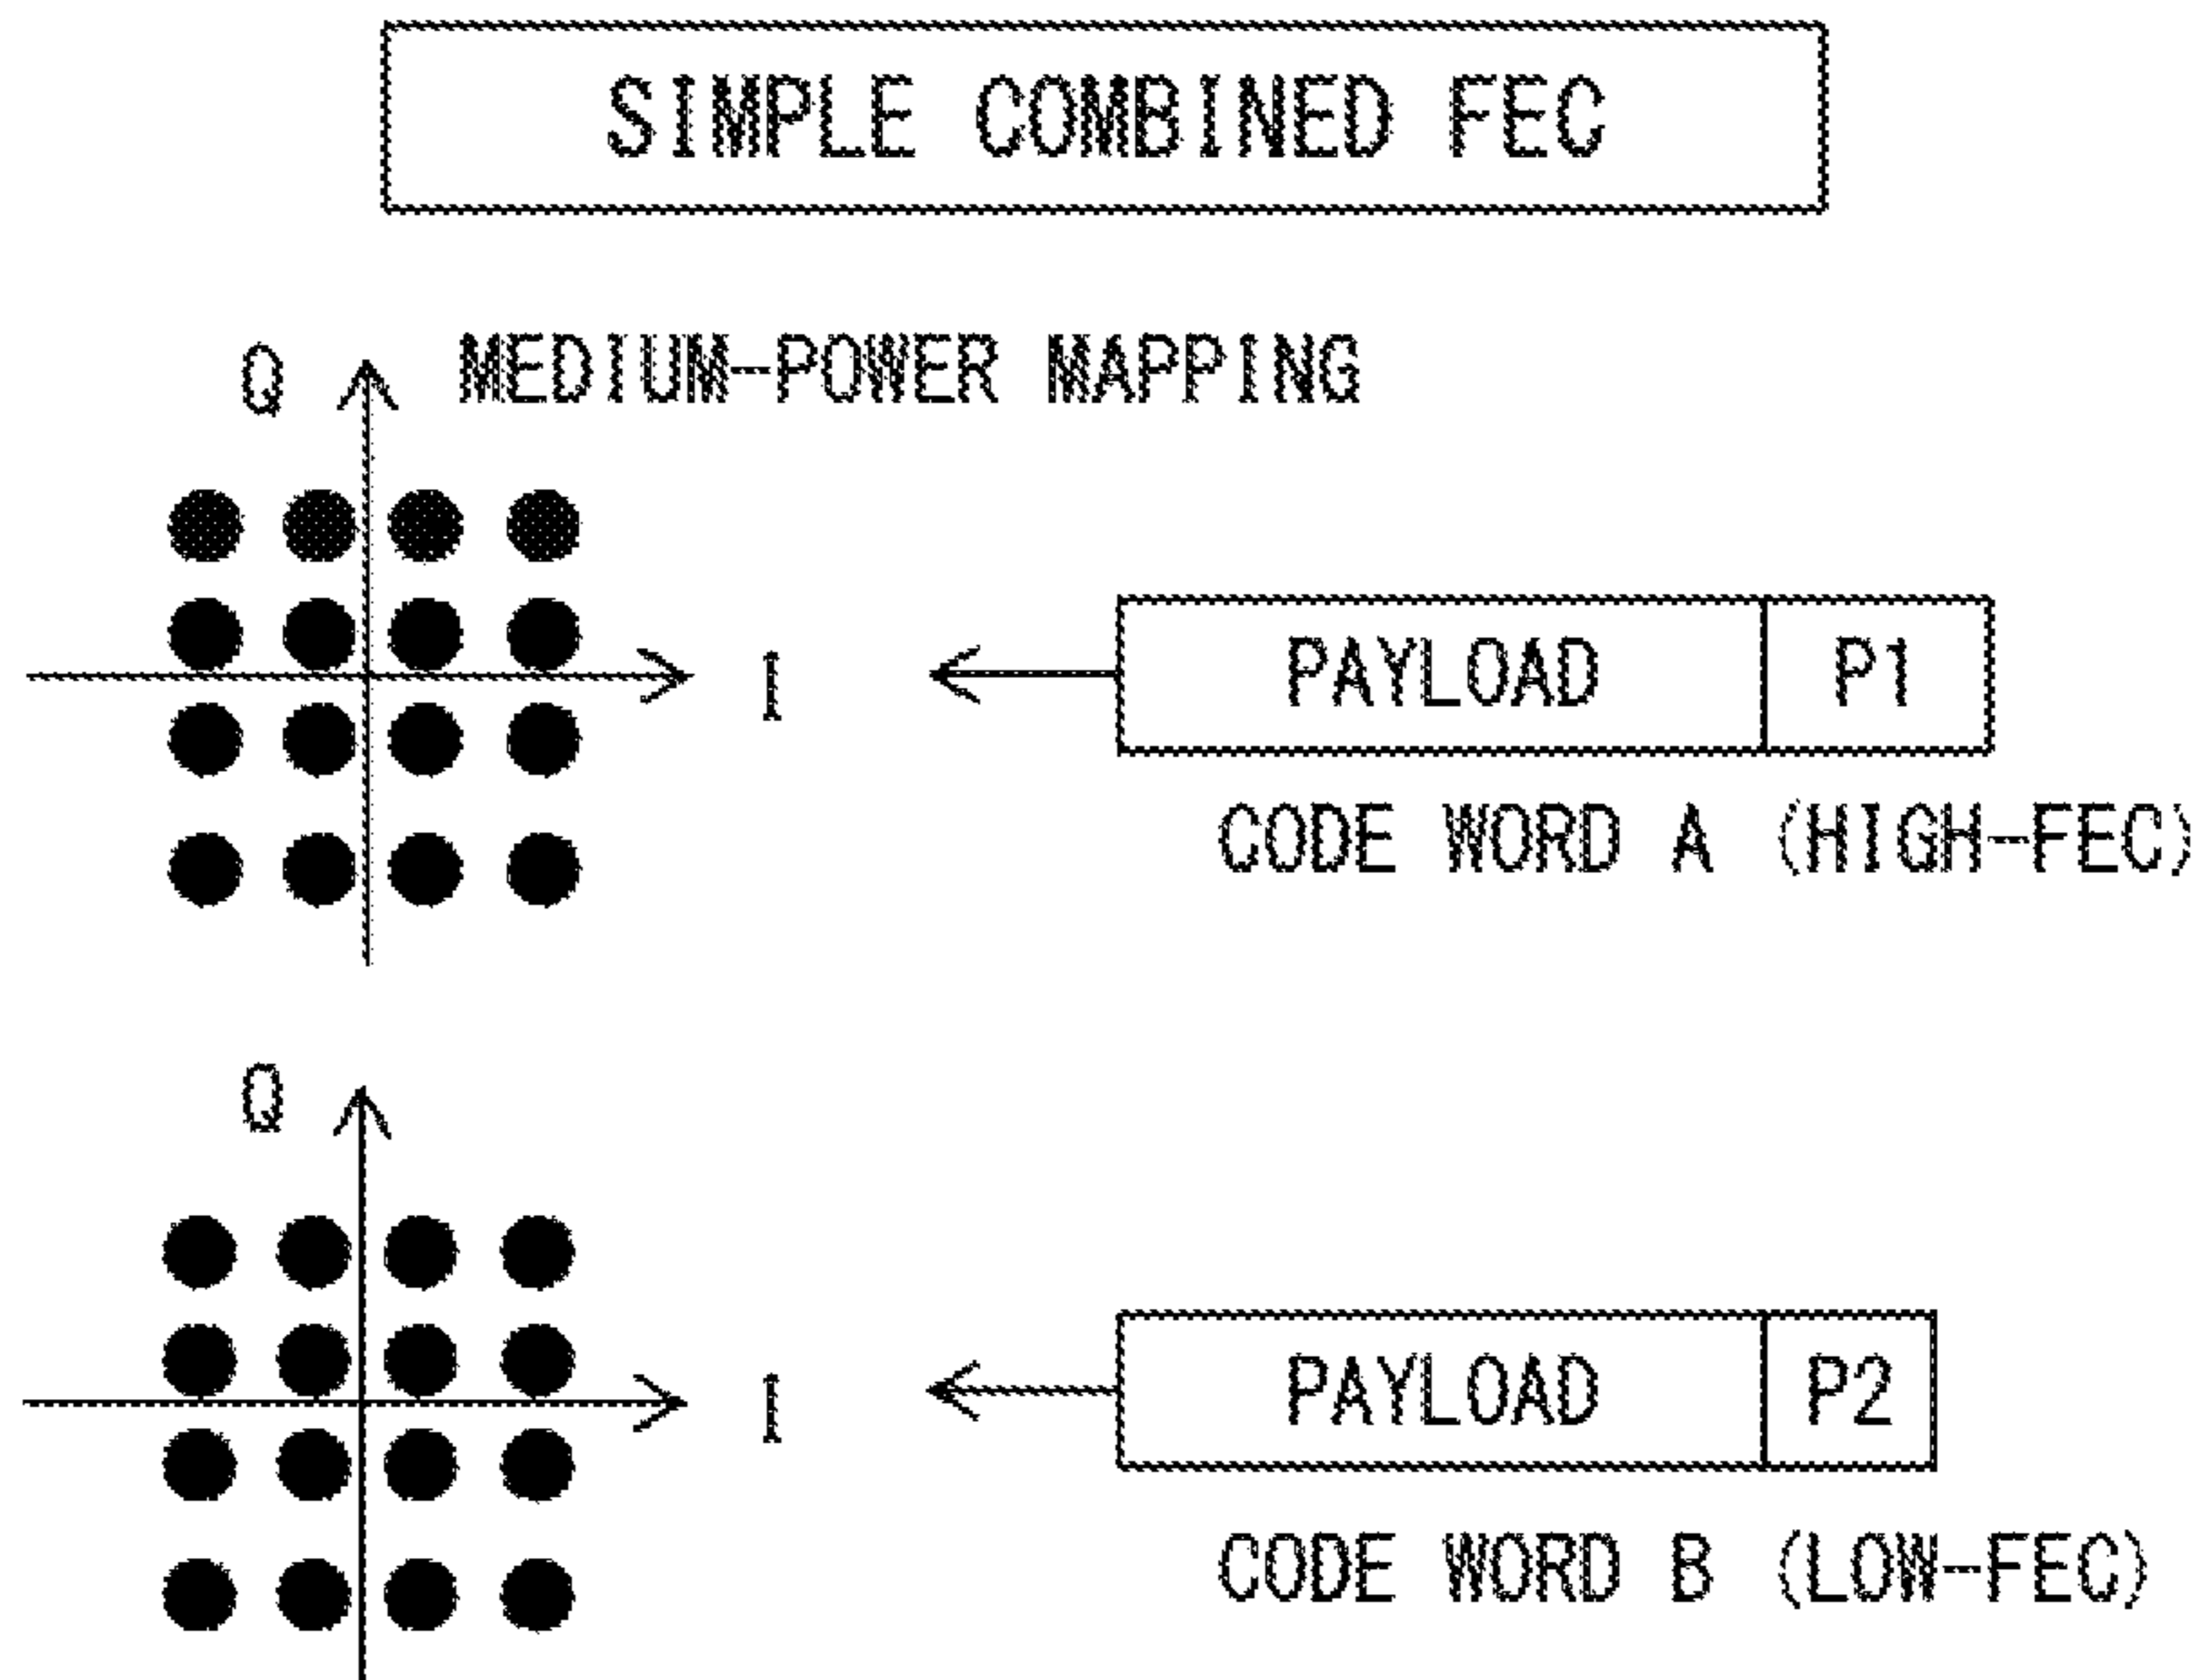 SIMPLE COMBINED FEC
Q MEDIUM-POWER MAPPING
I
PAYLOAD P1
CODE WORD A (HIGH-FEC)
Q
I
PAYLOAD P2
CODE WORD B (LOW-FEC)